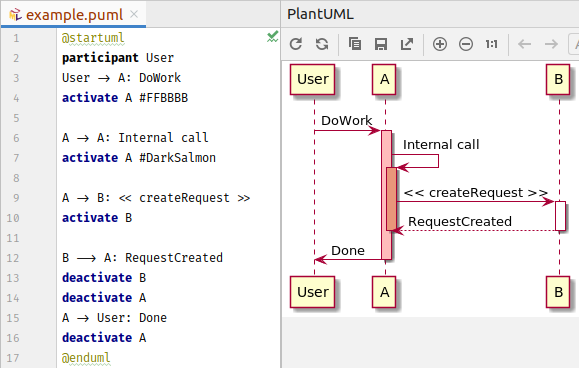 example.puml
PlantUML
1:1
A
1 @startuml
2 participant User
3 User -> A: DoWork
4 activate A #FFBBBB
5
6 A -> A: Internal call
7 activate A #DarkSalmon
8
9 A -> B: << createRequest >>
10 activate B
11
12 B --> A: RequestCreated
13 deactivate B
14 deactivate A
15 A -> User: Done
16 deactivate A
17 @enduml
User A B
DoWork
Internal call
<< createRequest >>
RequestCreated
Done
User A B